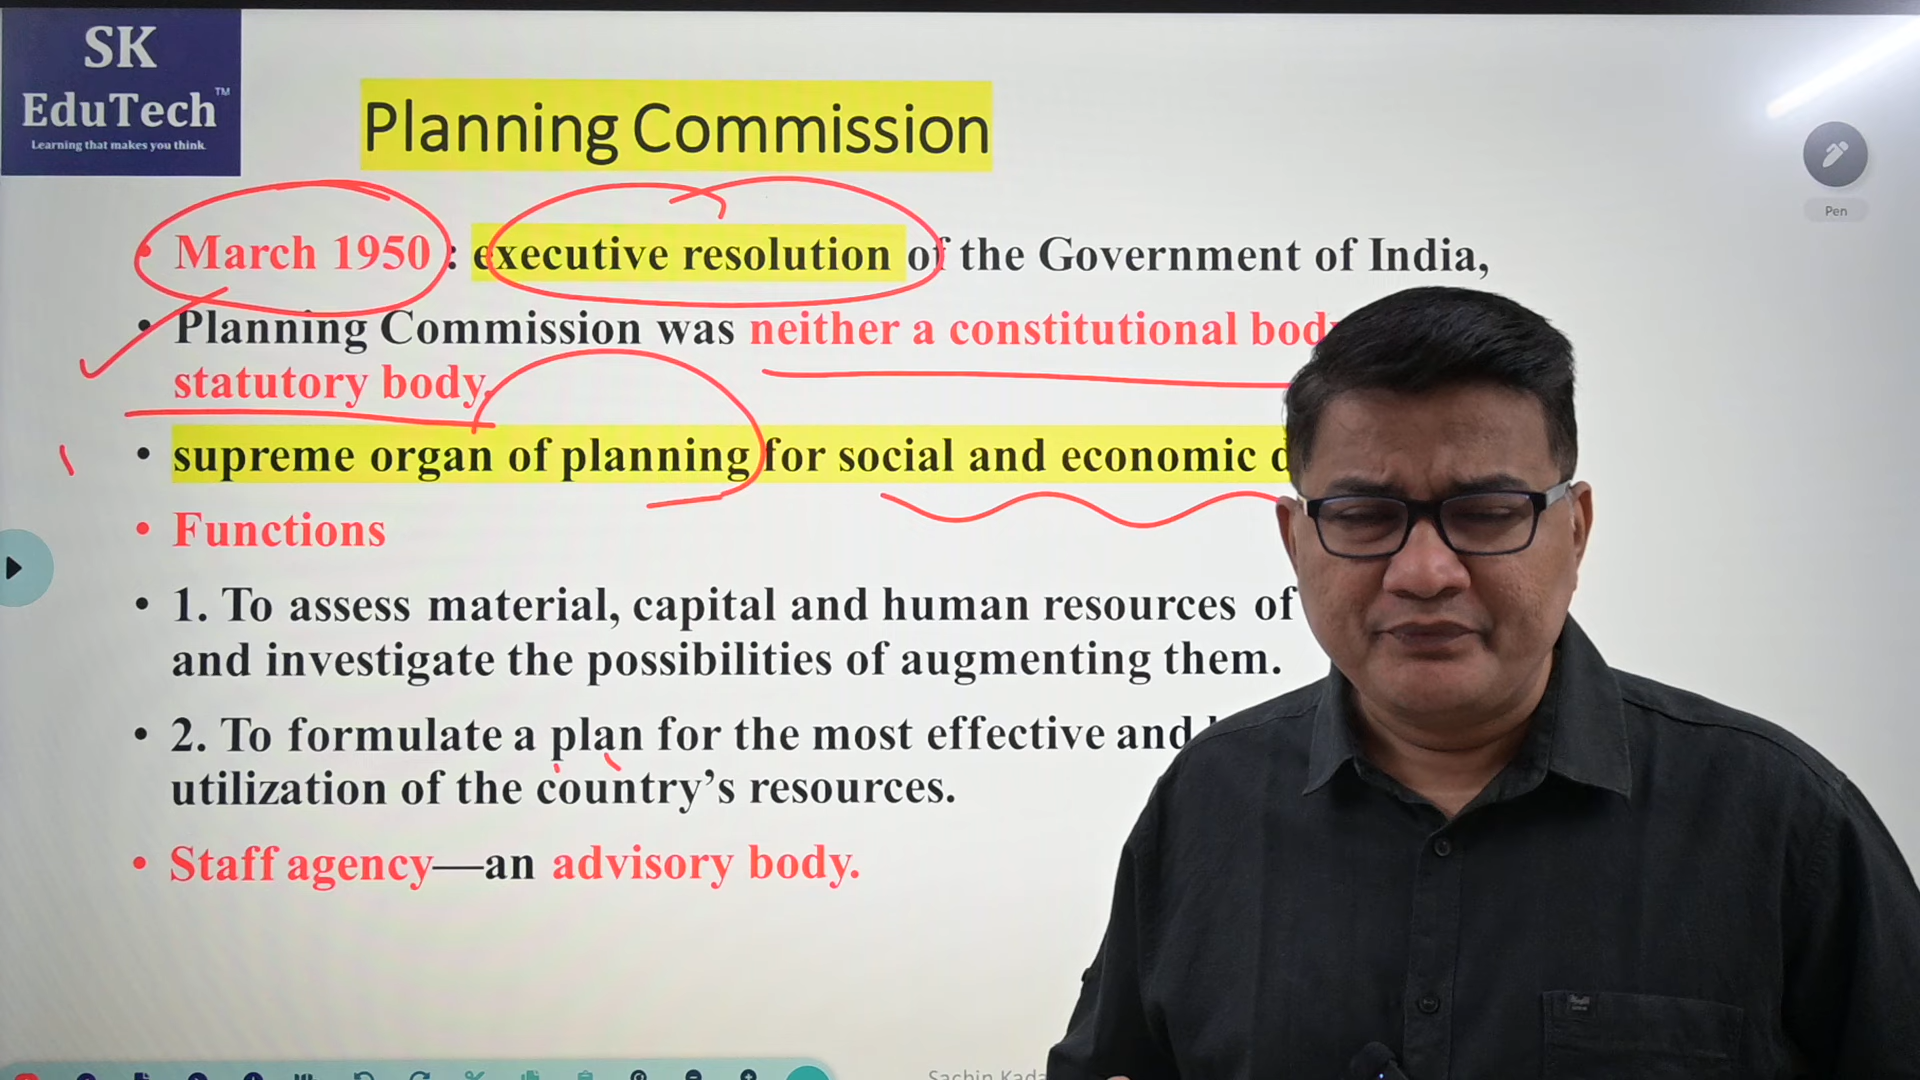 SK
EduTech™
Learning that makes you think.
Planning Commission
Pen
• March 1950 : executive resolution of the Government of India,
• Planning Commission was neither a constitutional body
statutory body.
• supreme organ of planning for social and economic d
• Functions
• 1. To assess material, capital and human resources of
and investigate the possibilities of augmenting them.
• 2. To formulate a plan for the most effective and
utilization of the country's resources.
• Staff agency—an advisory body.
Sachin Kada